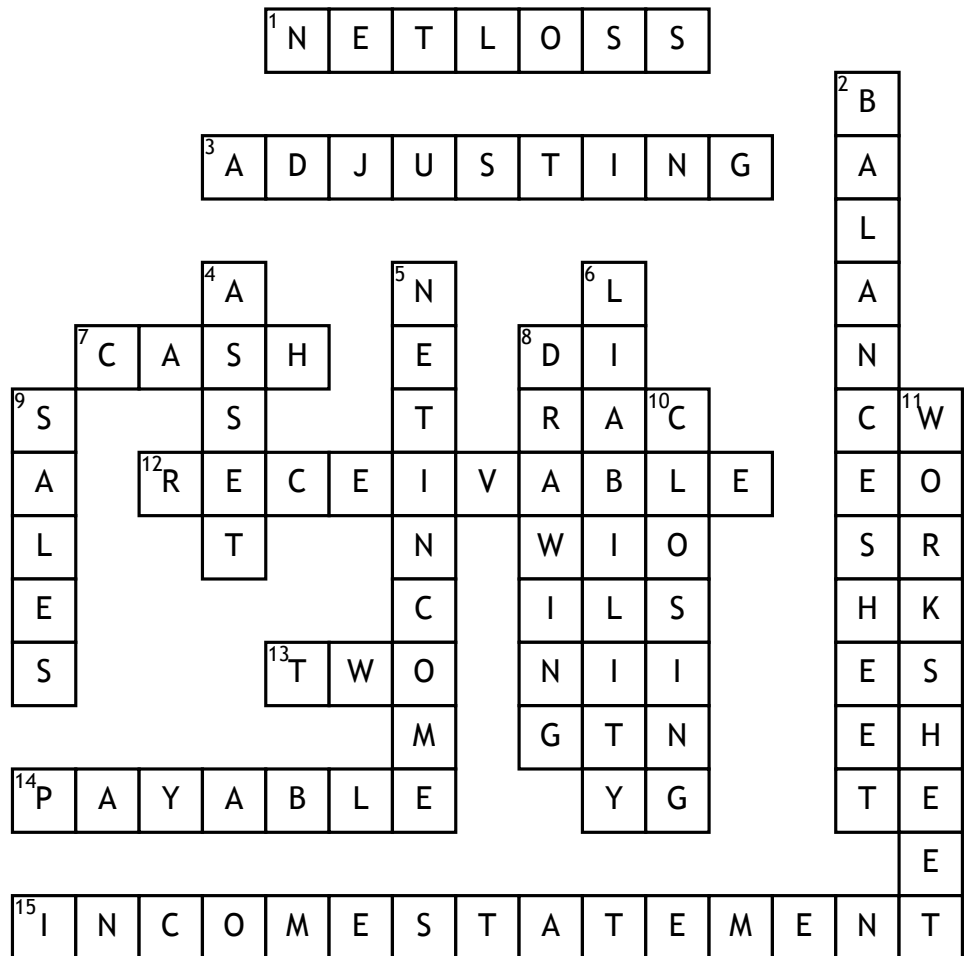 1 N E T L O S S
2 B
3 A D J U S T I N G A
L
4 A 5 N 6 L A
7 C A S H E 8 D I N
9 S S T R A 10 C C 11 W
A 12 R E C E I V A B L E E O
L T N W I O S R
E C I L S H K
S 13 T W O N I I E S
M G T N E H
14 P A Y A B L E Y G T E
E
15 I N C O M E S T A T E M E N T